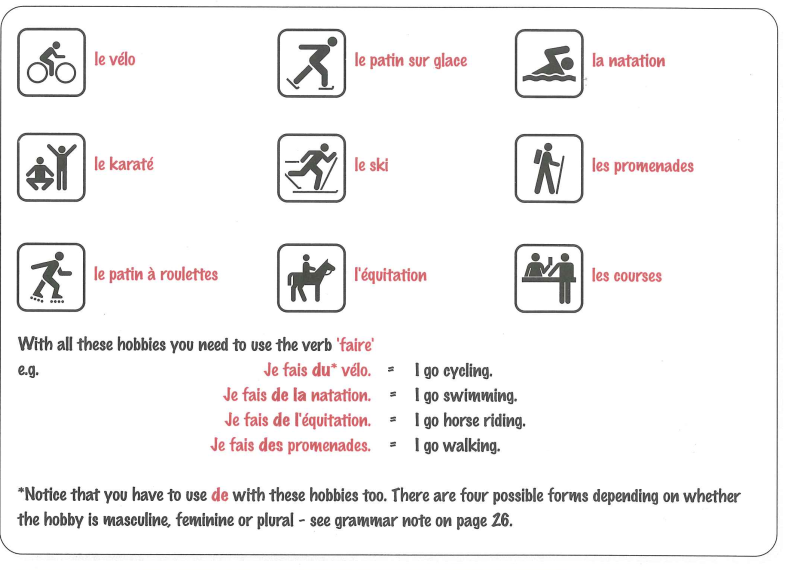 le vélo
le patin sur glace
la natation
le karaté
le ski
les promenades
le patin à roulettes
l'équitation
les courses
With all these hobbies you need to use the verb 'faire'
e.g.
Je fais du* vélo. = I go cycling.
Je fais de la natation. = I go swimming.
Je fais de l'équitation. = I go horse riding.
Je fais des promenades. = I go walking.
*Notice that you have to use de with these hobbies too. There are four possible forms depending on whether
the hobby is masculine, feminine or plural - see grammar note on page 26.